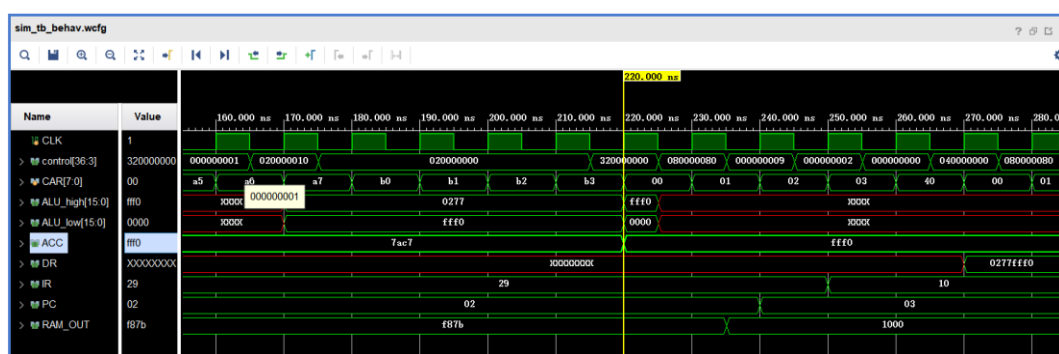 sim_tb_behav.wcfg
220.000 ns
Name Value 160.000 ns 170.000 ns 180.000 ns 190.000 ns 200.000 ns 210.000 ns 220.000 ns 230.000 ns 240.000 ns 250.000 ns 260.000 ns 270.000 ns 280.0
CLK 1
control[36:3] 320000000 000000001 020000010 020000000 320000000 080000080 000000009 000000002 000000000 040000000 080000080
CAR[7:0] 00 a5 a6 a7 b0 b1 b2 b3 00 01 02 03 40 00 01
000000001
ALU_high[15:0] fff0 XXXX 0277 fff0 XXXX
ALU_low[15:0] 0000 XXXX fff0 0000 XXXX
ACC fff0 7ac7 fff0
DR XXXXXXXX XXXXXXXX 0277fff0
IR 29 29 10
PC 02 02 03
RAM_OUT f87b f87b 1000